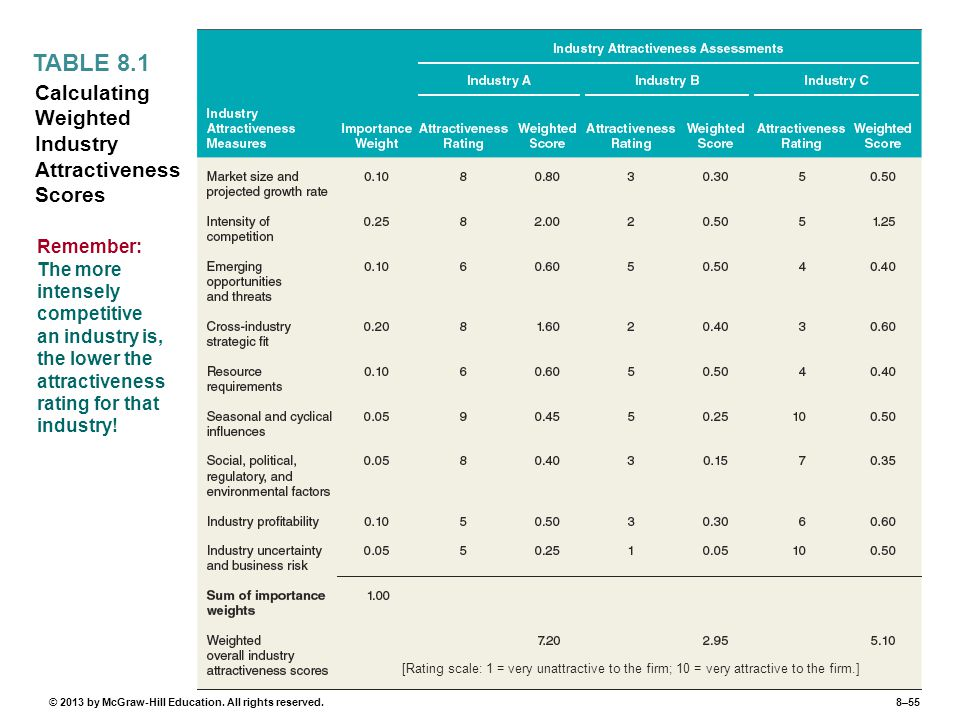 TABLE 8.1
Calculating
Weighted
Industry
Attractiveness
Scores
Remember:
The more
intensely
competitive
an industry is,
the lower the
attractiveness
rating for that
industry!
Industry Attractiveness Assessments
Industry A Industry B Industry C
Industry
Attractiveness Importance Attractiveness Weighted Attractiveness Weighted Attractiveness Weighted
Measures Weight Rating Score Rating Score Rating Score
Market size and 0.10 8 0.80 3 0.30 5 0.50
projected growth rate
Intensity of 0.25 8 2.00 2 0.50 5 1.25
competition
Emerging 0.10 6 0.60 5 0.50 4 0.40
opportunities
and threats
Cross-industry 0.20 8 1.60 2 0.40 3 0.60
strategic fit
Resource 0.10 6 0.60 5 0.50 4 0.40
requirements
Seasonal and cyclical 0.05 9 0.45 5 0.25 10 0.50
influences
Social, political, 0.05 8 0.40 3 0.15 7 0.35
regulatory, and
environmental factors
Industry profitability 0.10 5 0.50 3 0.30 6 0.60
Industry uncertainty 0.05 5 0.25 1 0.05 10 0.50
and business risk
Sum of importance 1.00
weights
Weighted 7.20 2.95 5.10
overall industry
attractiveness scores [Rating scale: 1 = very unattractive to the firm; 10 = very attractive to the firm.]
© 2013 by McGraw-Hill Education. All rights reserved. 8–55